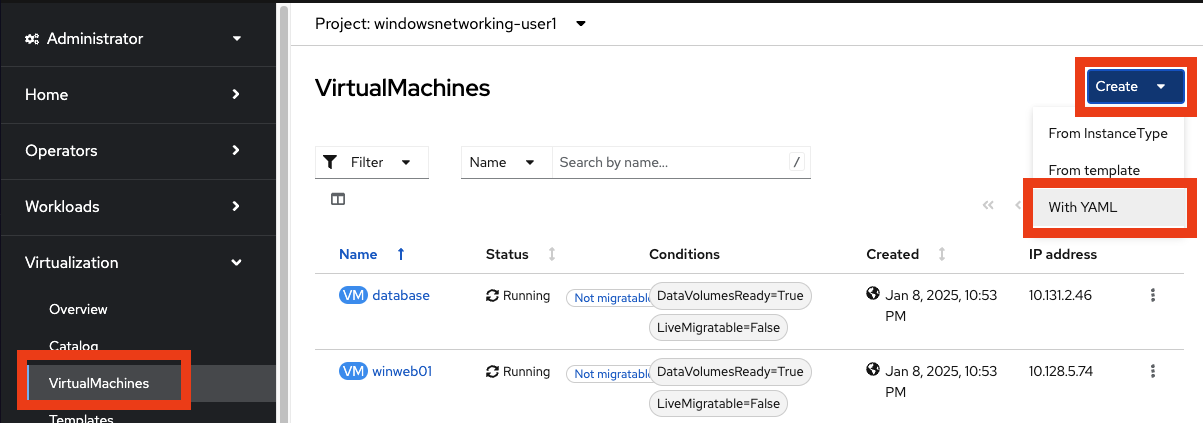 Administrator
Home
Operators
Workloads
Virtualization
Overview
Catalog
VirtualMachines
Templates
Project: windowsnetworking-user1
VirtualMachines
Create
From InstanceType
From template
With YAML
Filter
Name
Search by name...
/
Name
Status
Conditions
Created
IP address
VM database
Running
Not migratable
DataVolumesReady=True
LiveMigratable=False
Jan 8, 2025, 10:53
PM
10.131.2.46
VM winweb01
Running
Not migratable
DataVolumesReady=True
LiveMigratable=False
Jan 8, 2025, 10:53
PM
10.128.5.74